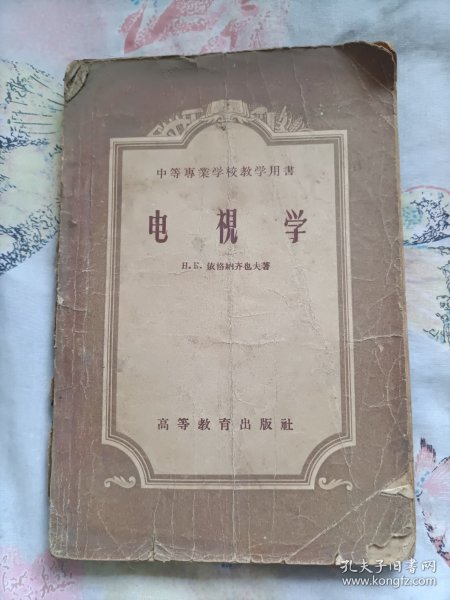 中等專業学校教学用書
电視学
Н.К. 依格納齐也夫著
高等教育出版社
孔夫子旧书网
www.kongfz.com